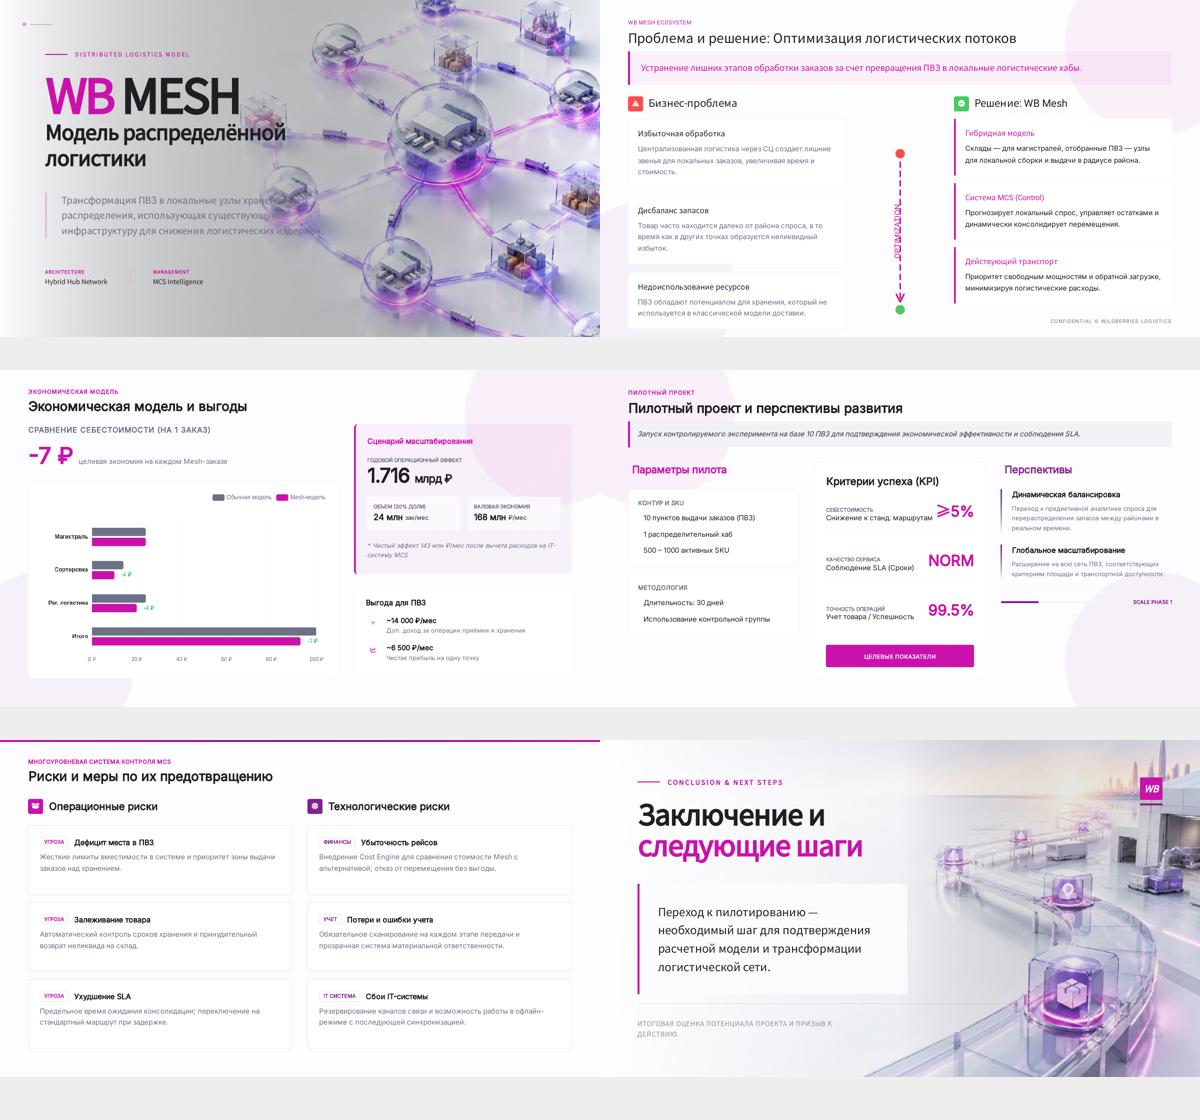 DISTRIBUTED LOGISTICS MODEL
WB MESH
Модель распределённой
логистики
Трансформация ПВЗ в локальные узлы
распределения, использующая существующую
инфраструктуру для снижения логистических издержек.
ARCHITECTURE
Hybrid Hub Network
MANAGEMENT
MCS Intelligence
WB MESH ECOSYSTEM
Проблема и решение: Оптимизация логистических потоков
Устранение лишних этапов обработки заказов за счет превращения ПВЗ в локальные логистические хабы.
Бизнес-проблема
Избыточная обработка
Централизованная логистика через СЦ создает лишние
звенья для локальных заказов, увеличивая время и
стоимость.
Дисбаланс запасов
Товар часто находится далеко от района спроса, в то
время как в других точках образуется неликвидный
избыток.
Недоиспользование ресурсов
ПВЗ обладают потенциалом для хранения, который не
используется в классической модели доставки.
OPTIMIZATION
Решение: WB Mesh
Гибридная модель
Склады — для магистралей, отобранные ПВЗ — узлы
для локальной сборки и выдачи в радиусе района.
Система MCS (Control)
Прогнозирует локальный спрос, управляет остатками и
динамически консолидирует перемещения.
Действующий транспорт
Приоритет свободным мощностям и обратной загрузке,
минимизируя логистические расходы.
CONFIDENTIAL © WILDBERRIES LOGISTICS
ЭКОНОМИЧЕСКАЯ МОДЕЛЬ
Экономическая модель и выгоды
СРАВНЕНИЕ СЕБЕСТОИМОСТИ (НА 1 ЗАКАЗ)
-7 ₽ целевая экономия на каждом Mesh-заказе
Обычная модель Mesh-модель
Магистраль
Сортировка
-4 ₽
Рег. логистика
Итого
0 ₽ 20 ₽ 40 ₽ 60 ₽ 80 ₽ 100 ₽
Сценарий масштабирования
ГОДОВОЙ ОПЕРАЦИОННЫЙ ЭФФЕКТ
1.716 млрд ₽
ОБЪЕМ (30% ДОЛИ)
24 млн зак/мес
ВАЛОВАЯ ЭКОНОМИЯ
168 млн ₽/мес
* Чистый эффект 143 млн ₽/мес после вычета расходов на IT-
систему MCS
Выгода для ПВЗ
~14 000 ₽/мес
Доп. доход за операции приёмки и хранения
~6 500 ₽/мес
Чистая прибыль на одну точку
ПИЛОТНЫЙ ПРОЕКТ
Пилотный проект и перспективы развития
Запуск контролируемого эксперимента на базе 10 ПВЗ для подтверждения экономической эффективности и соблюдения SLA.
Параметры пилота
КОНТУР И SKU
10 пунктов выдачи заказов (ПВЗ)
1 распределительный хаб
500 – 1000 активных SKU
МЕТОДОЛОГИЯ
Длительность: 30 дней
Использование контрольной группы
Критерии успеха (KPI)
СЕБЕСТОИМОСТЬ
Снижение к станд. маршрутам
⩾5%
КАЧЕСТВО СЕРВИСА
Соблюдение SLA (Сроки)
NORM
ТОЧНОСТЬ ОПЕРАЦИЙ
Учет товара / Успешность
99.5%
ЦЕЛЕВЫЕ ПОКАЗАТЕЛИ
Перспективы
Динамическая балансировка
Переход к предиктивной аналитике спроса для
перераспределения запасов между районами в
реальном времени.
Глобальное масштабирование
Расширение на всю сеть ПВЗ, соответствующих
критериям площади и транспортной доступности.
SCALE PHASE 1
МНОГОУРОВНЕВАЯ СИСТЕМА КОНТРОЛЯ MCS
Риски и меры по их предотвращению
Операционные риски
УГРОЗА Дефицит места в ПВЗ
Жесткие лимиты вместимости в системе и приоритет зоны выдачи
заказов над хранением.
УГРОЗА Залеживание товара
Автоматический контроль сроков хранения и принудительный
возврат неликвида на склад.
УГРОЗА Ухудшение SLA
Предельное время ожидания консолидации; переключение на
стандартный маршрут при задержке.
Технологические риски
ФИНАНСЫ Убыточность рейсов
Внедрение Cost Engine для сравнения стоимости Mesh с
альтернативой; отказ от перемещения без выгоды.
УЧЕТ Потери и ошибки учета
Обязательное сканирование на каждом этапе передачи и
прозрачная система материальной ответственности.
IT СИСТЕМА Сбои IT-системы
Резервирование каналов связи и возможность работы в офлайн-
режиме с последующей синхронизацией.
CONCLUSION & NEXT STEPS
Заключение и
следующие шаги
Переход к пилотированию —
необходимый шаг для подтверждения
расчетной модели и трансформации
логистической сети.
ИТОГОВАЯ ОЦЕНКА ПОТЕНЦИАЛА ПРОЕКТА И ПРИЗЫВ К
ДЕЙСТВИЮ.
WB